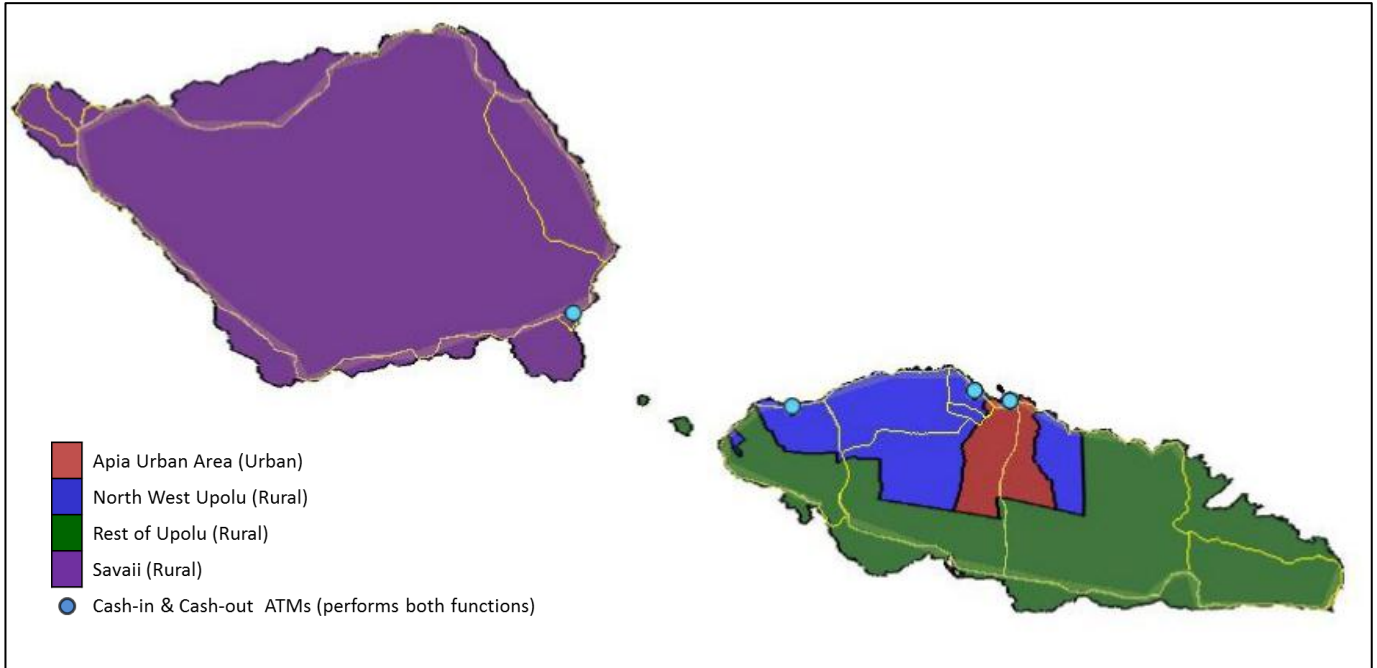 Apia Urban Area (Urban)
North West Upolu (Rural)
Rest of Upolu (Rural)
Savaii (Rural)
Cash-in & Cash-out ATMs (performs both functions)